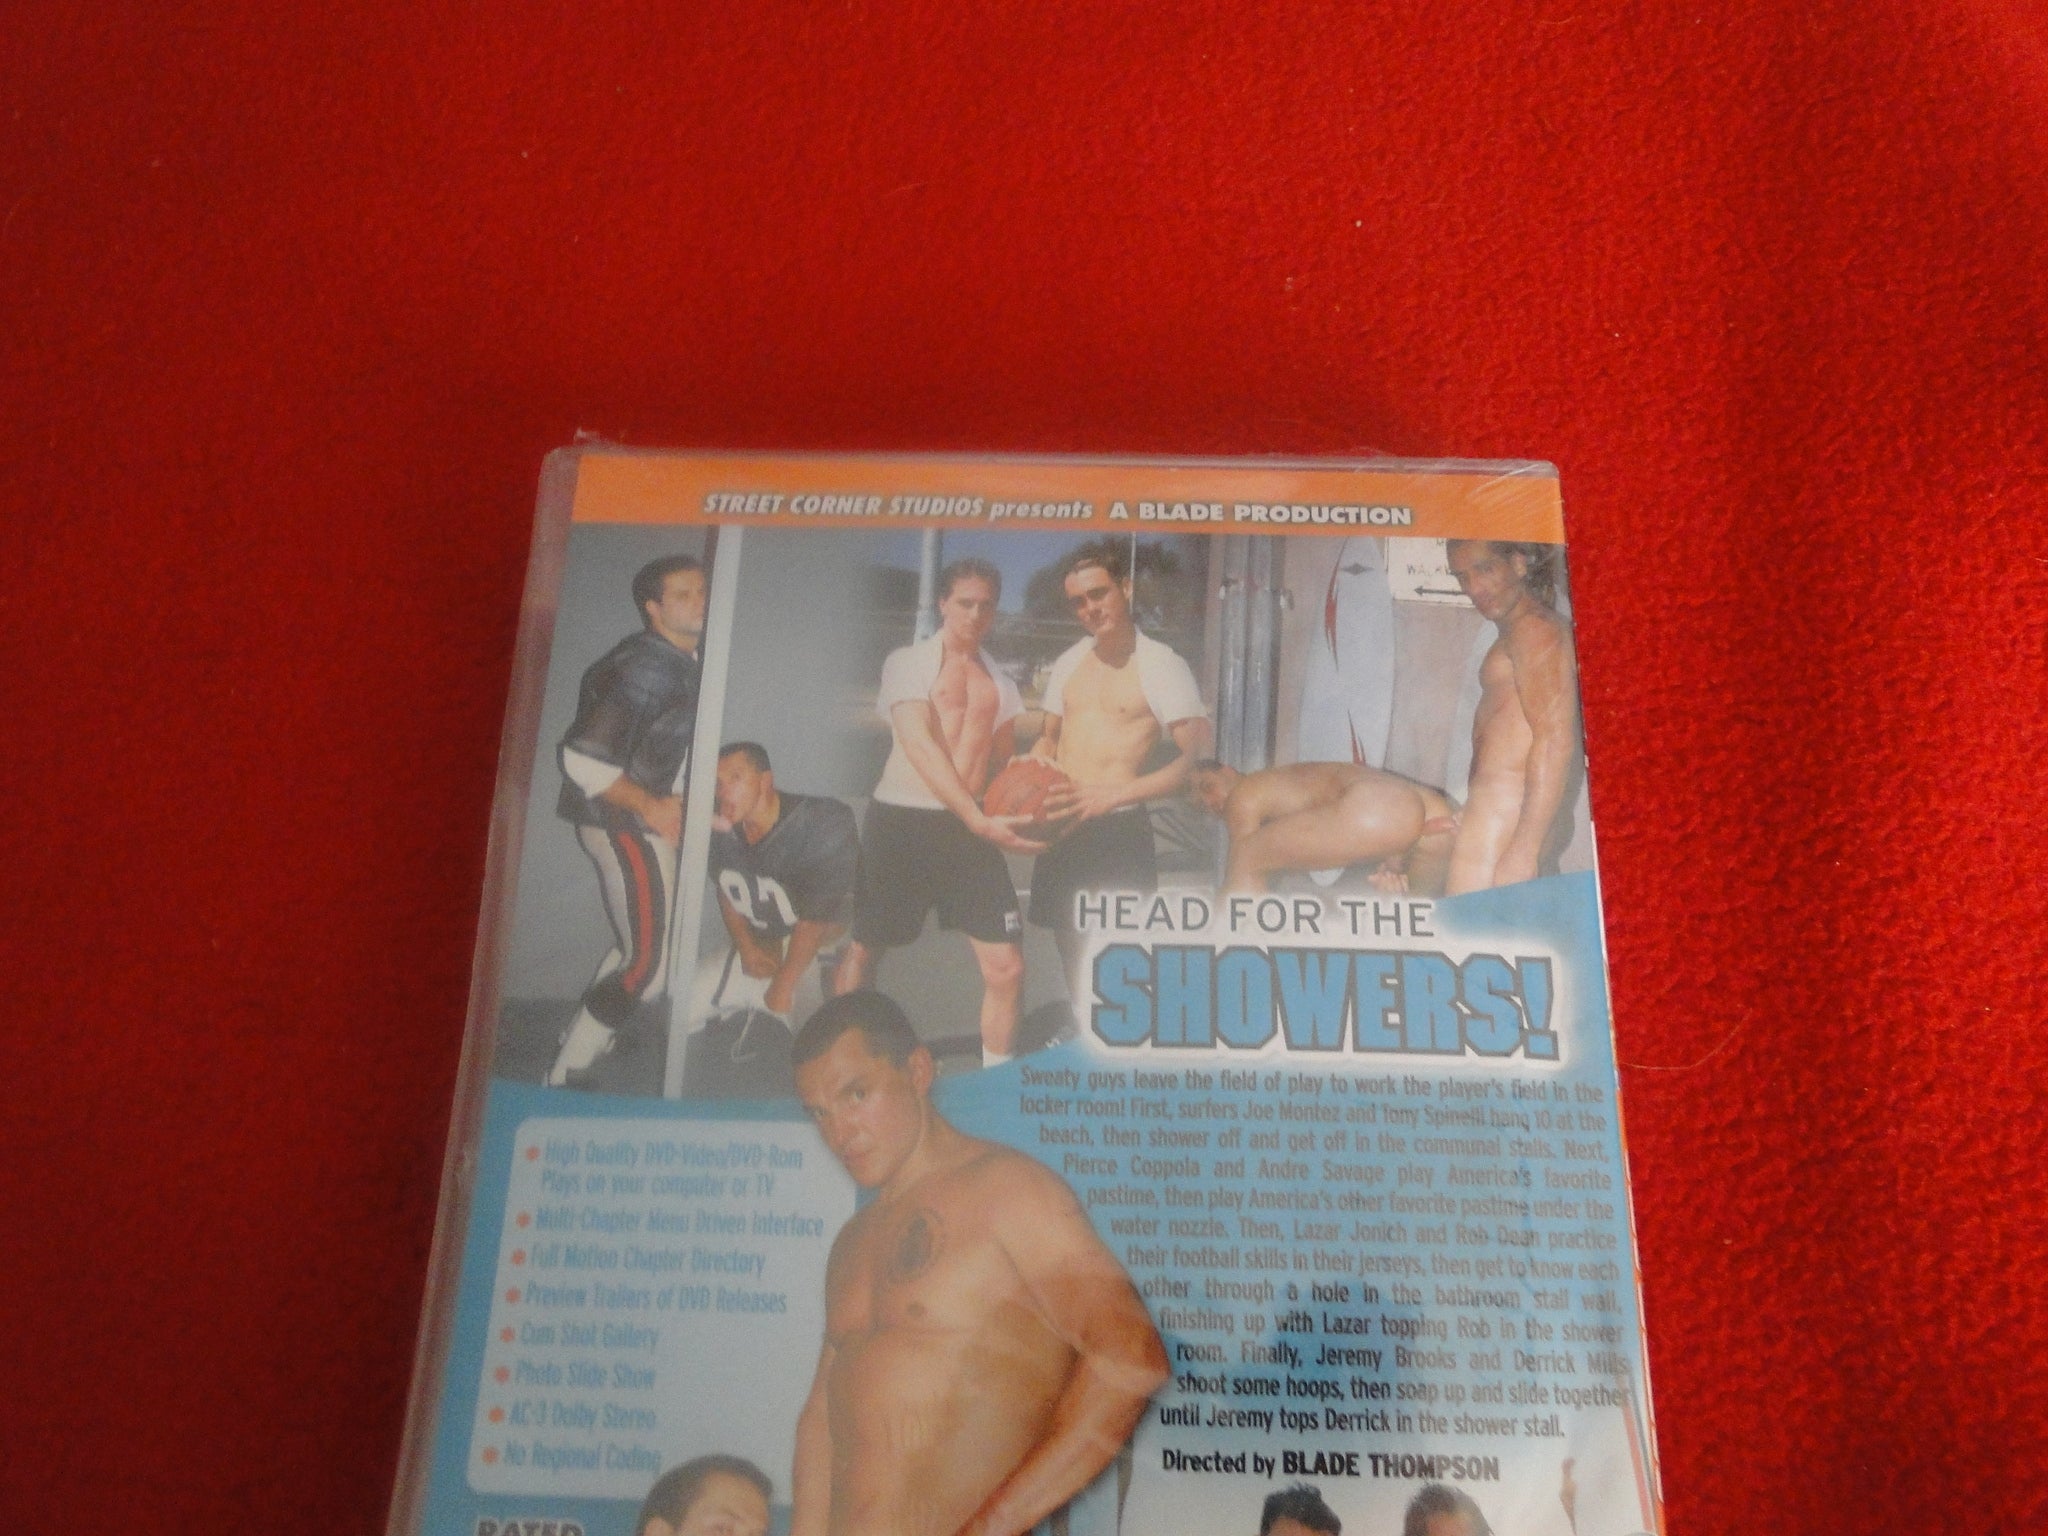 STREET CORNER STUDIOS presents A BLADE PRODUCTION
87
HEAD FOR THE
SHOWERS!
Sweaty guys leave the field of play to work the player's field in the
locker room! First, surfers Joe Montez and Tony Spinelli hang 10 at the
beach, then shower off and get off in the communal stalls. Next,
Pierce Coppola and Andre Savage play America's favorite
pastime, then play America's other favorite pastime under the
water nozzle. Then, Lazar Jonich and Rob Dean practice
their football skills in their jerseys, then get to know each
other through a hole in the bathroom stall wall,
finishing up with Lazar topping Rob in the shower
room. Finally, Jeremy Brooks and Derrick Mills
shoot some hoops, then soap up and slide together
until Jeremy tops Derrick in the shower stall.
Directed by BLADE THOMPSON
High Quality DVD-Video/DVD-Rom
Plays on your computer or TV
Multi-Chapter Menu Driven Interface
Full Motion Chapter Directory
Preview Trailers of DVD Releases
Cum Shot Gallery
Photo Slide Show
AC-3 Dolby Stereo
No Regional Coding
RATED